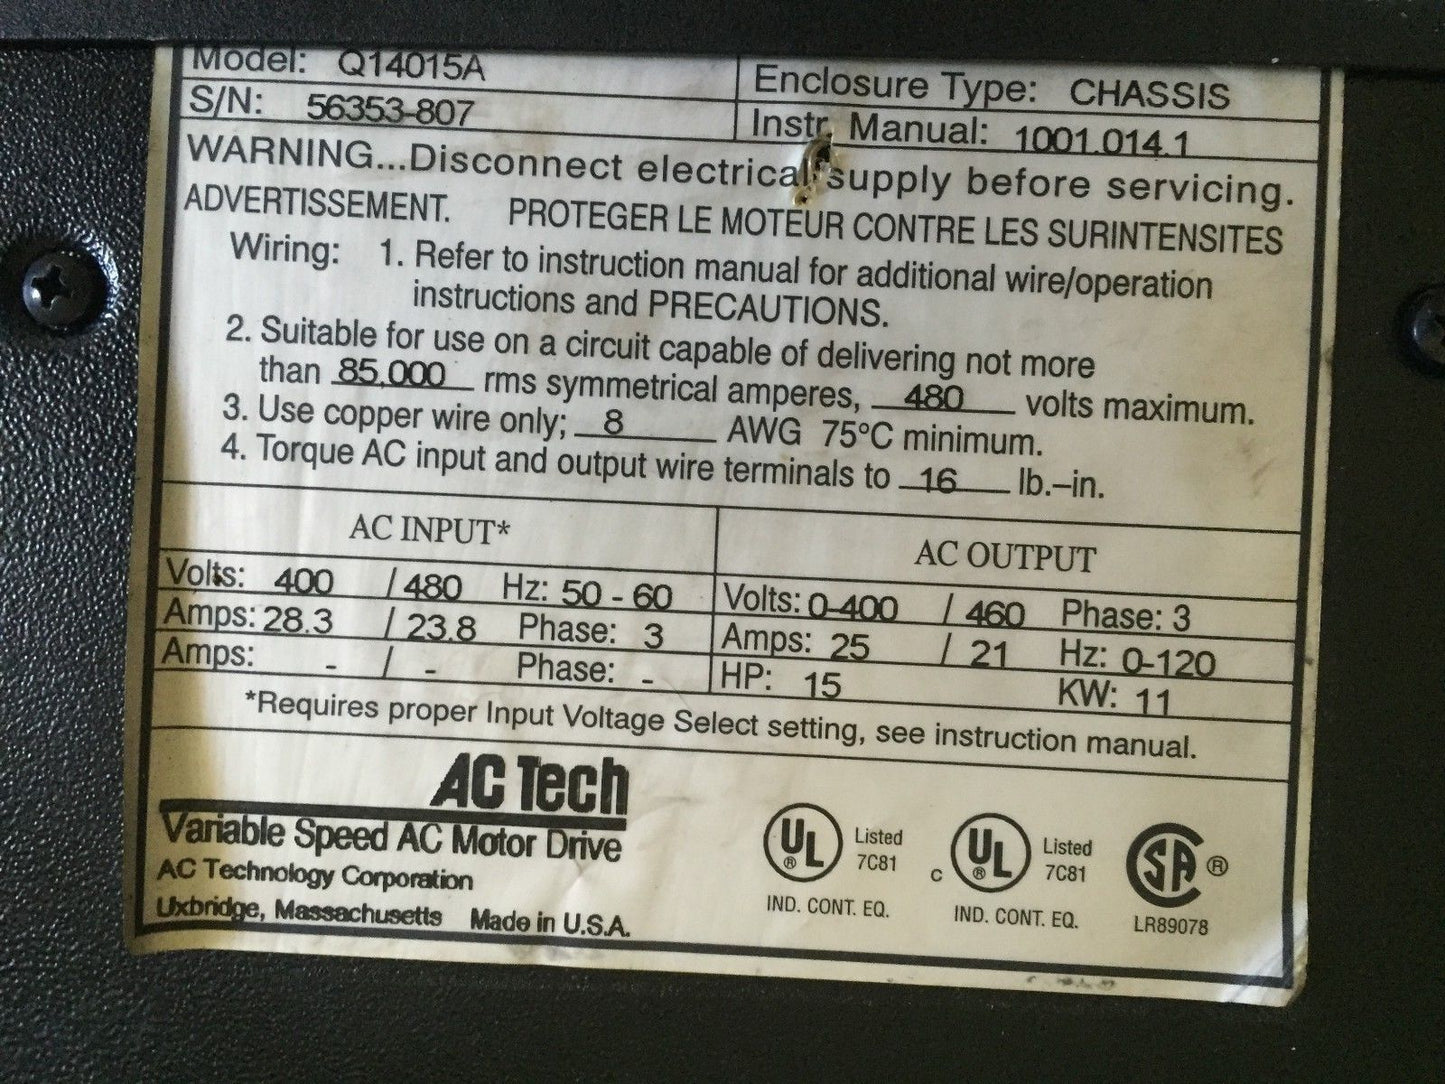 Model: Q14015A Enclosure Type: CHASSIS
S/N: 56353-807 Instr. Manual: 1001.014.1
WARNING...Disconnect electrical supply before servicing.
ADVERTISSEMENT. PROTEGER LE MOTEUR CONTRE LES SURINTENSITES
Wiring: 1. Refer to instruction manual for additional wire/operation
instructions and PRECAUTIONS.
2. Suitable for use on a circuit capable of delivering not more
than 85,000 rms symmetrical amperes, 480 volts maximum.
3. Use copper wire only; 8 AWG 75°C minimum.
4. Torque AC input and output wire terminals to 16 lb.–in.
AC INPUT* AC OUTPUT
Volts: 400 / 480 Hz: 50 - 60 Volts: 0-400 / 460 Phase: 3
Amps: 28.3 / 23.8 Phase: 3 Amps: 25 / 21 Hz: 0-120
Amps: - / - Phase: - HP: 15 KW: 11
*Requires proper Input Voltage Select setting, see instruction manual.
AC Tech
Variable Speed AC Motor Drive
AC Technology Corporation
Uxbridge, Massachusetts Made in U.S.A.
UL ® Listed 7C81
IND. CONT. EQ.
C UL ® Listed 7C81
IND. CONT. EQ.
SA ®
LR89078